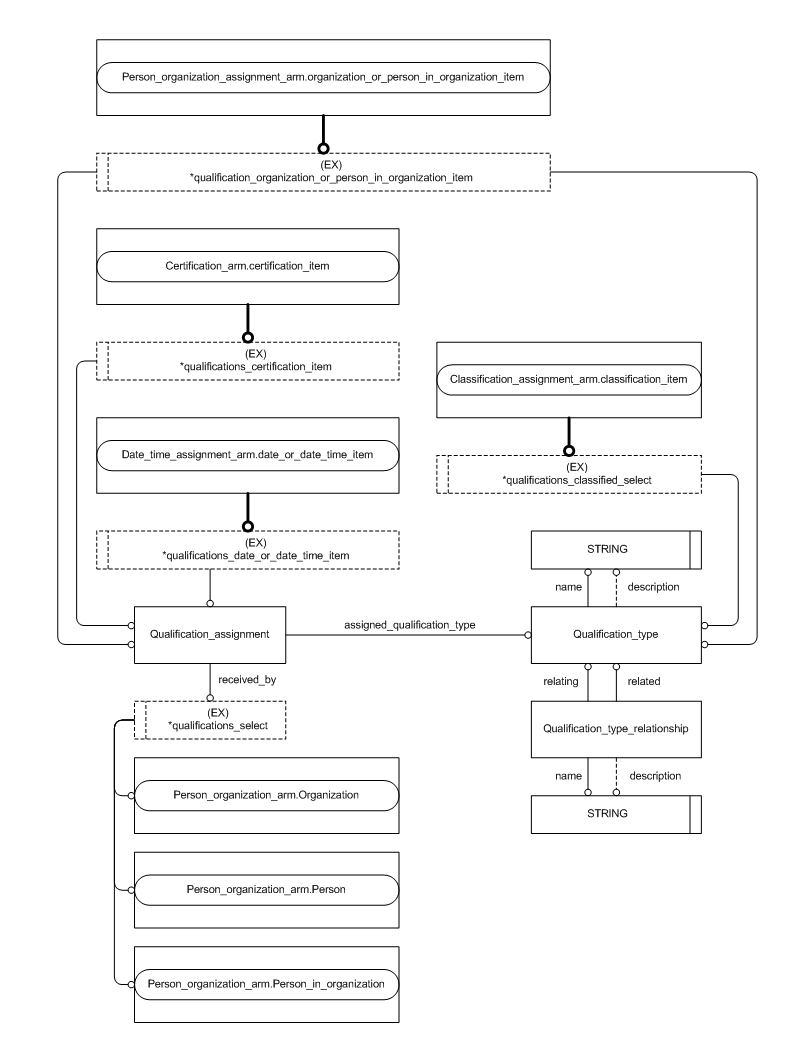 Person_organization_assignment_arm.organization_or_person_in_organization_item
(EX)
*qualification_organization_or_person_in_organization_item
Certification_arm.certification_item
(EX)
*qualifications_certification_item
Classification_assignment_arm.classification_item
Date_time_assignment_arm.date_or_date_time_item
(EX)
*qualifications_classified_select
(EX)
*qualifications_date_or_date_time_item
STRING
name
description
Qualification_assignment
assigned_qualification_type
Qualification_type
received_by
relating
related
(EX)
*qualifications_select
Qualification_type_relationship
name
description
Person_organization_arm.Organization
STRING
Person_organization_arm.Person
Person_organization_arm.Person_in_organization